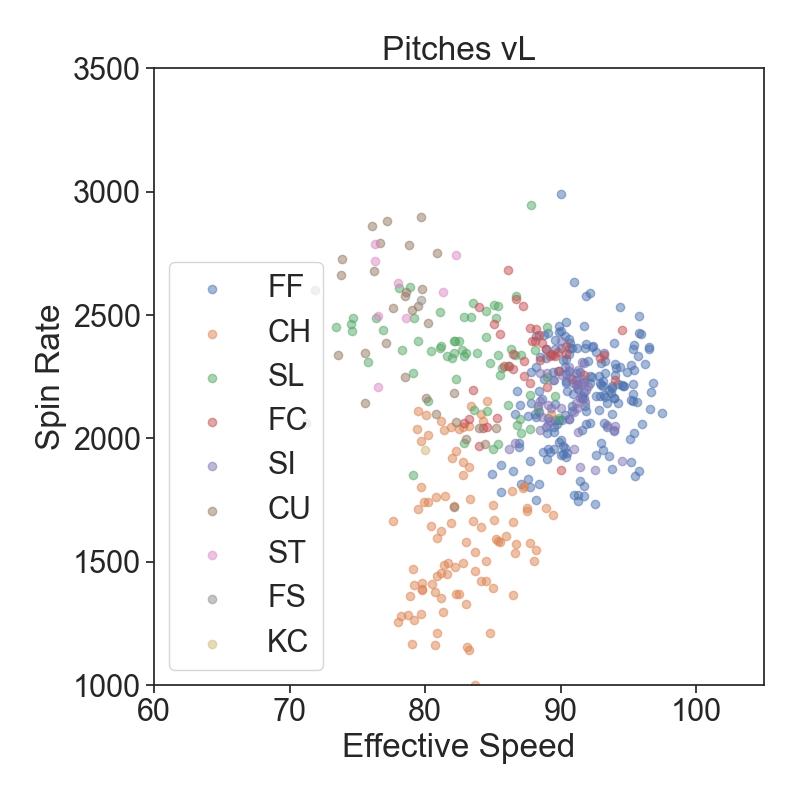 Pitches vL
3500
3000
2500
2000
1500
1000
Spin Rate
FF
CH
SL
FC
SI
CU
ST
FS
KC
60 70 80 90 100
Effective Speed